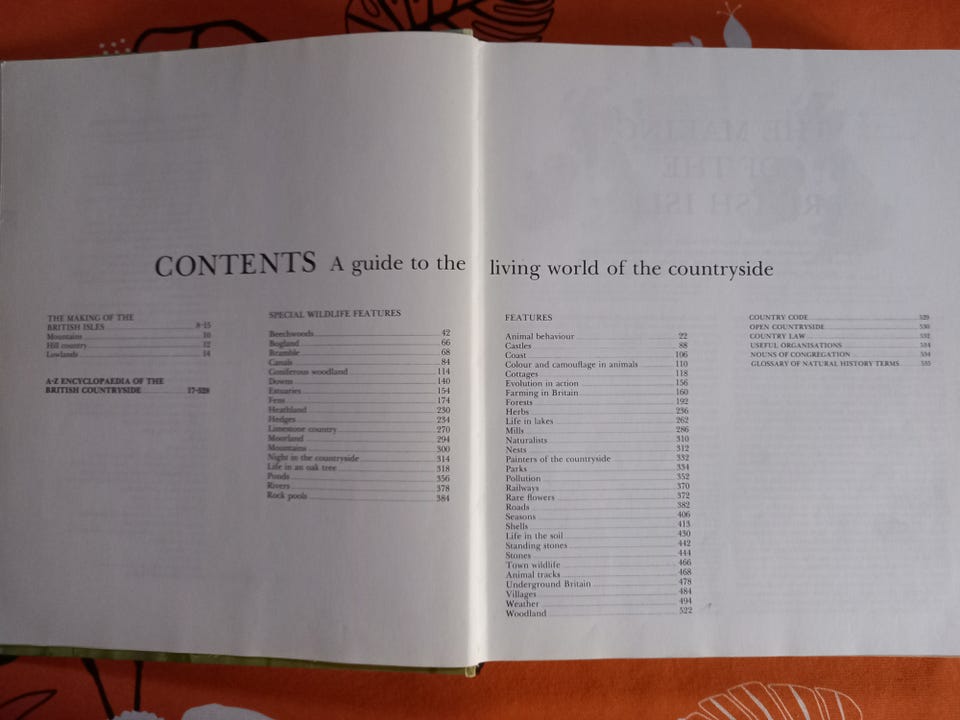 CONTENTS A guide to the living world of the countryside
THE MAKING OF THE
BRITISH ISLES 8-15
Mountains 10
Hill country 12
Lowlands 14
A-Z ENCYCLOPAEDIA OF THE
BRITISH COUNTRYSIDE 17-528
SPECIAL WILDLIFE FEATURES
Beechwoods 42
Bogland 66
Bramble 68
Canals 84
Coniferous woodland 114
Downs 140
Estuaries 154
Fens 174
Heathland 230
Hedges 234
Limestone country 270
Moorland 294
Mountains 300
Night in the countryside 314
Life in an oak tree 318
Ponds 356
Rivers 378
Rock pools 384
FEATURES
Animal behaviour 22
Castles 88
Coast 106
Colour and camouflage in animals 110
Cottages 118
Evolution in action 156
Farming in Britain 160
Forests 192
Herbs 236
Life in lakes 262
Mills 286
Naturalists 310
Nests 312
Painters of the countryside 332
Parks 334
Pollution 352
Railways 370
Rare flowers 372
Roads 382
Seasons 406
Shells 413
Life in the soil 430
Standing stones 442
Stones 444
Town wildlife 466
Animal tracks 468
Underground Britain 478
Villages 484
Weather 494
Woodland 522
COUNTRY CODE 529
OPEN COUNTRYSIDE 530
COUNTRY LAW 532
USEFUL ORGANISATIONS 534
NOUNS OF CONGREGATION 534
GLOSSARY OF NATURAL HISTORY TERMS 535